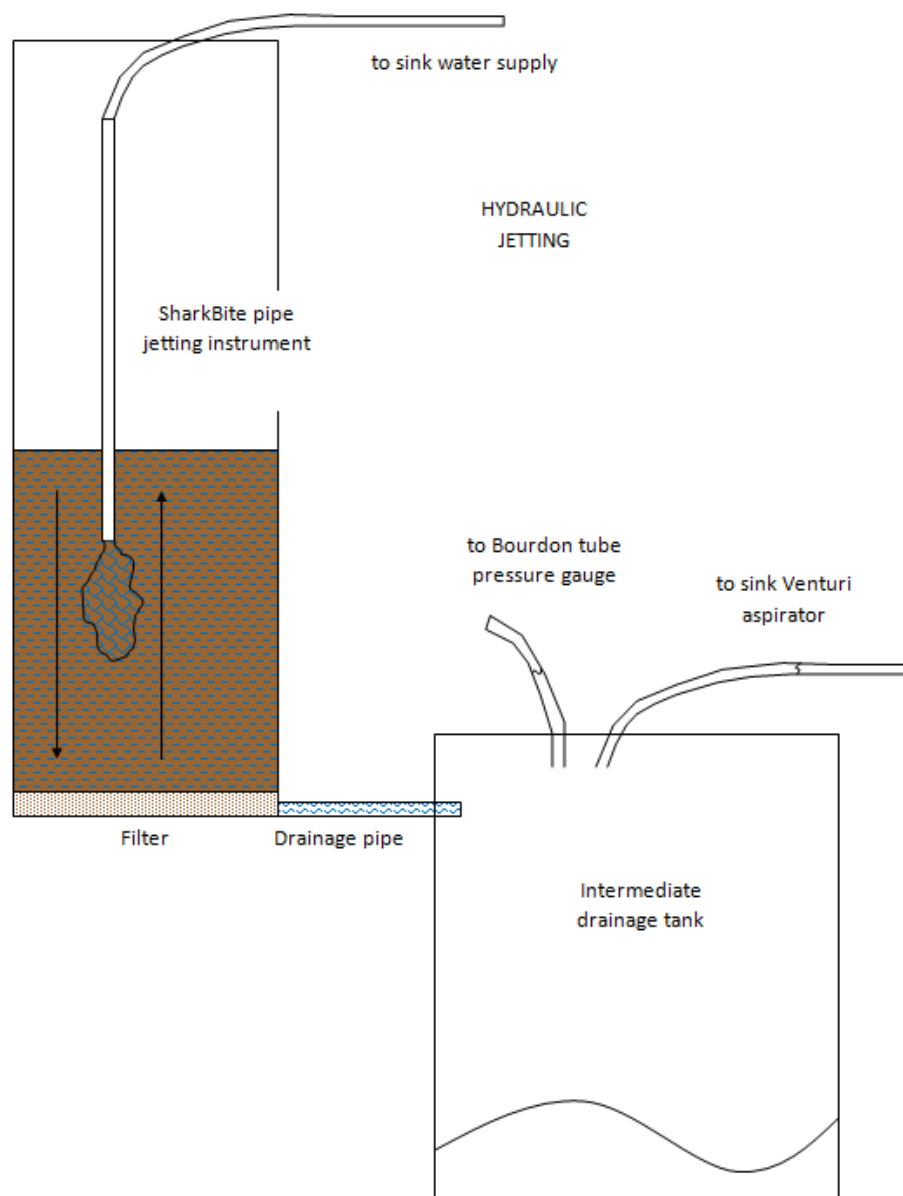 to sink water supply
HYDRAULIC
JETTING
SharkBite pipe
jetting instrument
to Bourdon tube
pressure gauge
to sink Venturi
aspirator
Filter
Drainage pipe
Intermediate
drainage tank